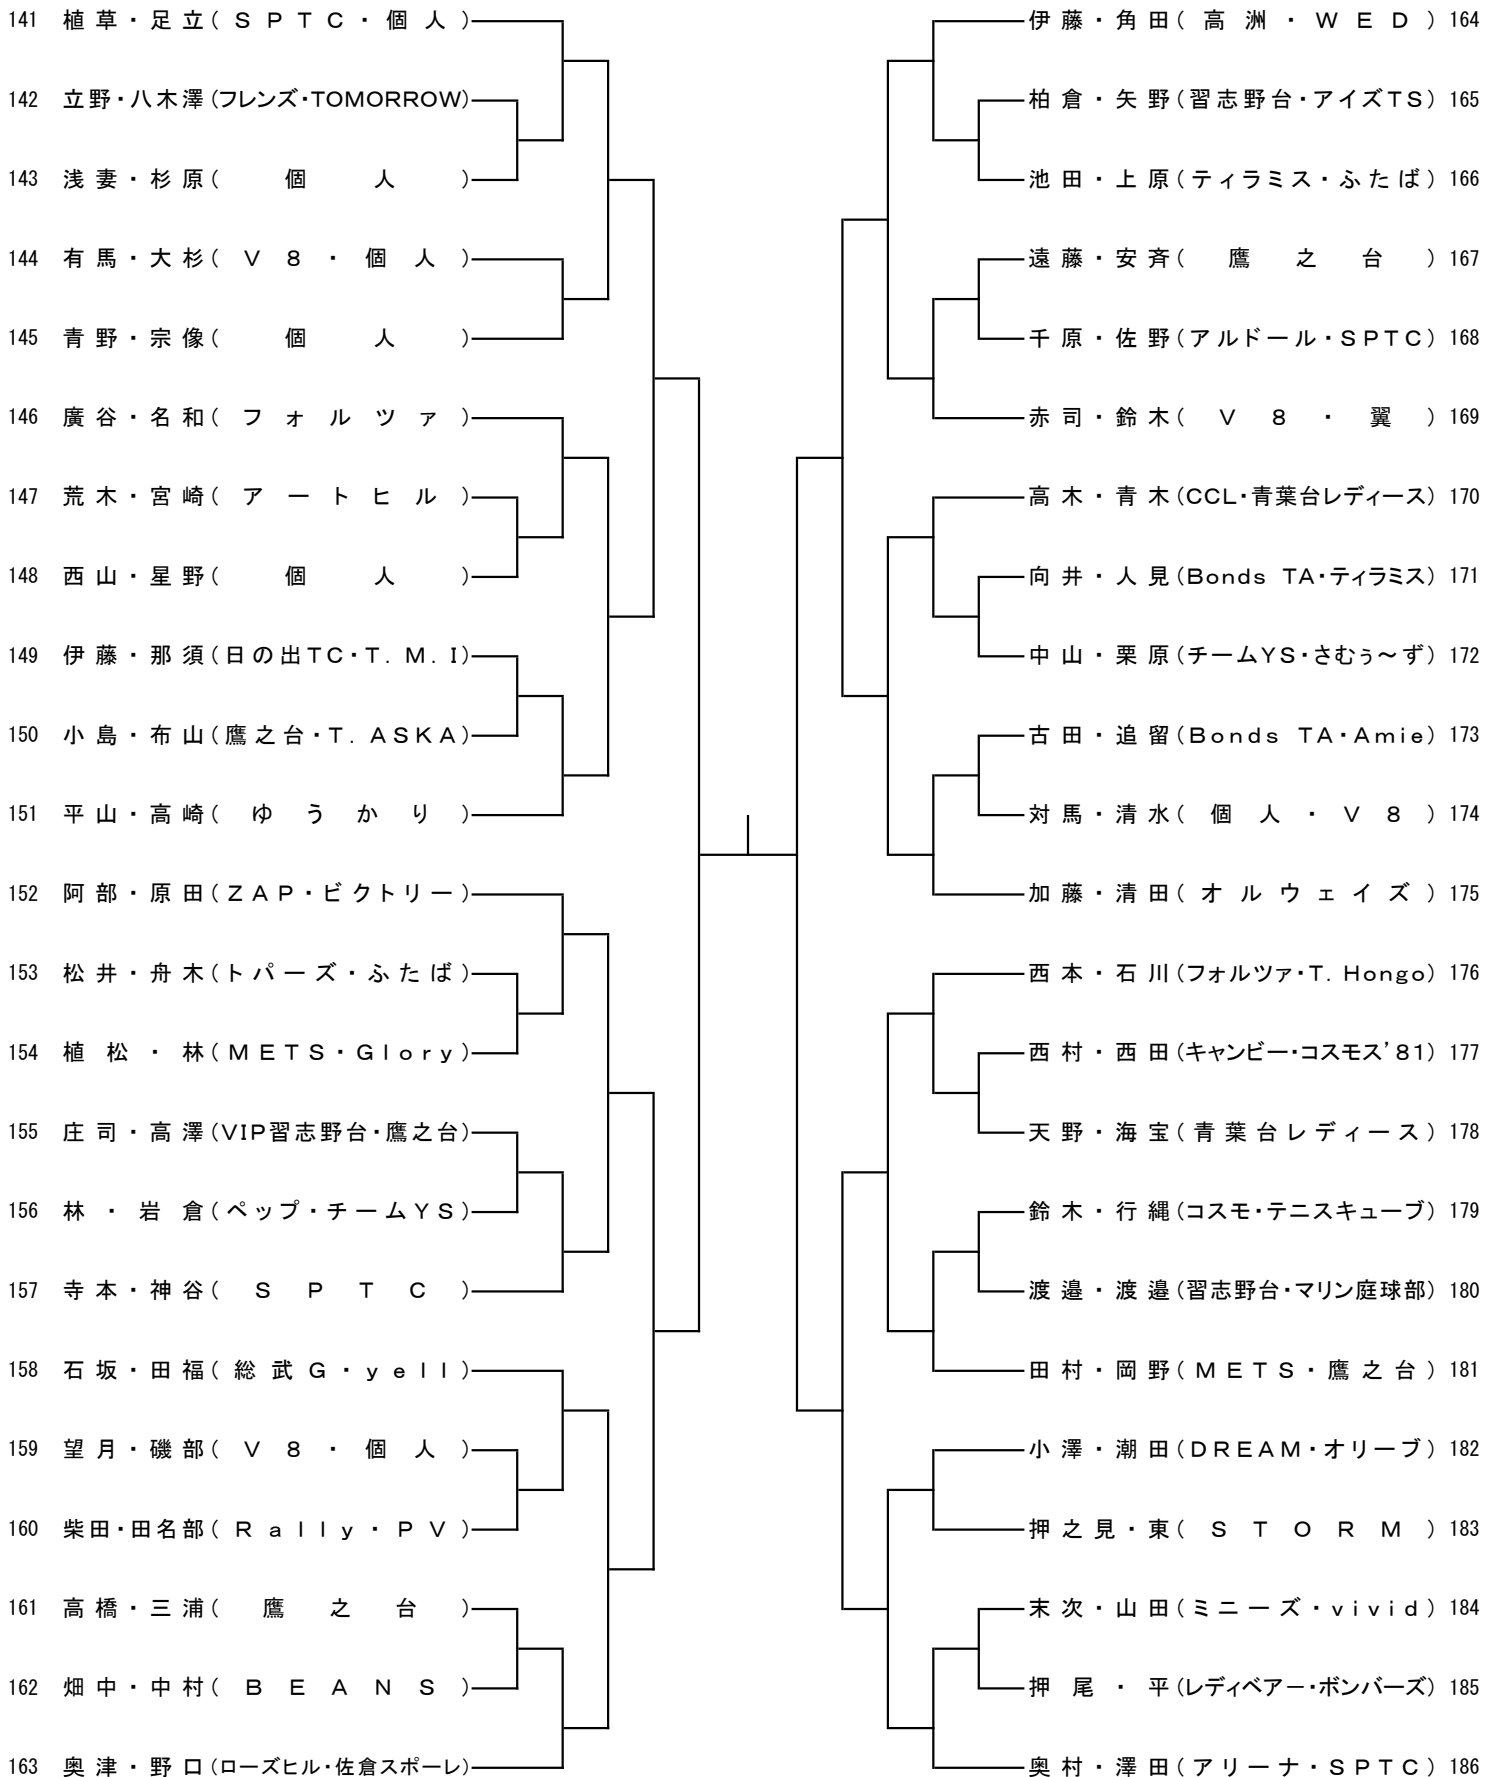 141 植草・足立(SPTC・個人)
142 立野・八木澤(フレンズ・TOMORROW)
143 浅妻・杉原(個人)
144 有馬・大杉(V8・個人)
145 青野・宗像(個人)
146 廣谷・名和(フォルツァ)
147 荒木・宮崎(アートヒル)
148 西山・星野(個人)
149 伊藤・那須(日の出TC・T.M.I)
150 小島・布山(鷹之台・T.ASKA)
151 平山・高崎(ゆうかり)
152 阿部・原田(ZAP・ビクトリー)
153 松井・舟木(トパーズ・ふたば)
154 植松・林(METS・Glory)
155 庄司・高澤(VIP習志野台・鷹之台)
156 林・岩倉(ペップ・チームYS)
157 寺本・神谷(SPTC)
158 石坂・田福(総武G・yell)
159 望月・磯部(V8・個人)
160 柴田・田名部(Rally・PV)
161 高橋・三浦(鷹之台)
162 畑中・中村(BEANS)
163 奥津・野口(ローズヒル・佐倉スポーレ)
伊藤・角田(高洲・WED) 164
柏倉・矢野(習志野台・アイズTS) 165
池田・上原(ティラミス・ふたば) 166
遠藤・安斉(鷹之台) 167
千原・佐野(アルドール・SPTC) 168
赤司・鈴木(V8・翼) 169
高木・青木(CCL・青葉台レディース) 170
向井・人見(Bonds TA・ティラミス) 171
中山・栗原(チームYS・さむぅ～ず) 172
古田・追留(Bonds TA・Amie) 173
対馬・清水(個人・V8) 174
加藤・清田(オルウェイズ) 175
西本・石川(フォルツァ・T.Hongo) 176
西村・西田(キャンビー・コスモス’81) 177
天野・海宝(青葉台レディース) 178
鈴木・行縄(コスモ・テニスキューブ) 179
渡邉・渡邉(習志野台・マリン庭球部) 180
田村・岡野(METS・鷹之台) 181
小澤・潮田(DREAM・オリーブ) 182
押之見・東(STORM) 183
末次・山田(ミニーズ・vivid) 184
押尾・平(レディベアー・ボンバーズ) 185
奥村・澤田(アリーナ・SPTC) 186